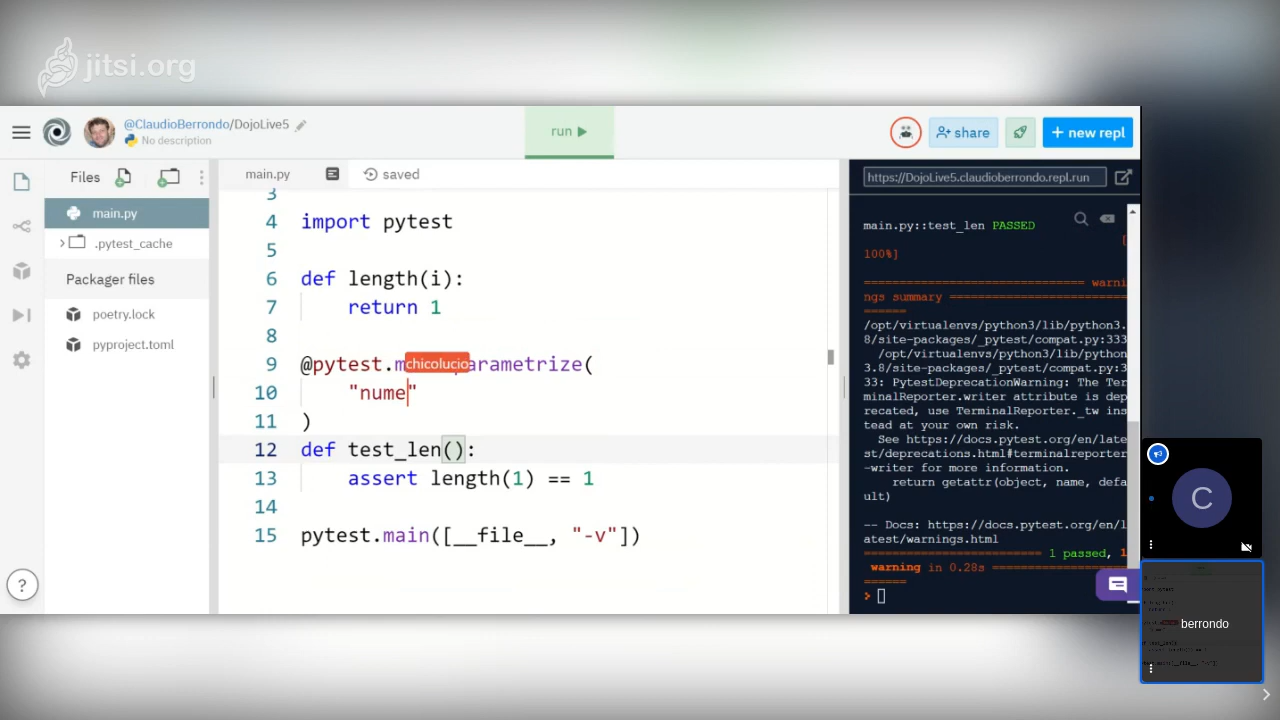 jitsi.org
@ClaudioBerrondo/DojoLive5
No description
run
share
+ new repl
Files
main.py
.pytest_cache
Packager files
poetry.lock
pyproject.toml
?
main.py
saved
3
4 import pytest
5
6 def length(i):
7 return 1
8
9 @pytest.m chicolucio arametrize(
10 "nume"
11 )
12 def test_len():
13 assert length(1) == 1
14
15 pytest.main([__file__, "-v"])
https://DojoLive5.claudioberrondo.repl.run
main.py::test_len PASSED
[
100%]
============================== warni
ngs summary ========================
======
/opt/virtualenvs/python3/lib/python3.
8/site-packages/_pytest/compat.py:333
/opt/virtualenvs/python3/lib/python
3.8/site-packages/_pytest/compat.py:3
33: PytestDeprecationWarning: The Ter
minalReporter.writer attribute is dep
recated, use TerminalReporter._tw ins
tead at your own risk.
See https://docs.pytest.org/en/late
st/deprecations.html#terminalreporter
-writer for more information.
return getattr(object, name, defa
ult)
-- Docs: https://docs.pytest.org/en/l
atest/warnings.html
======================== 1 passed, 1
warning in 0.28s ==================
======
>
C
berrondo